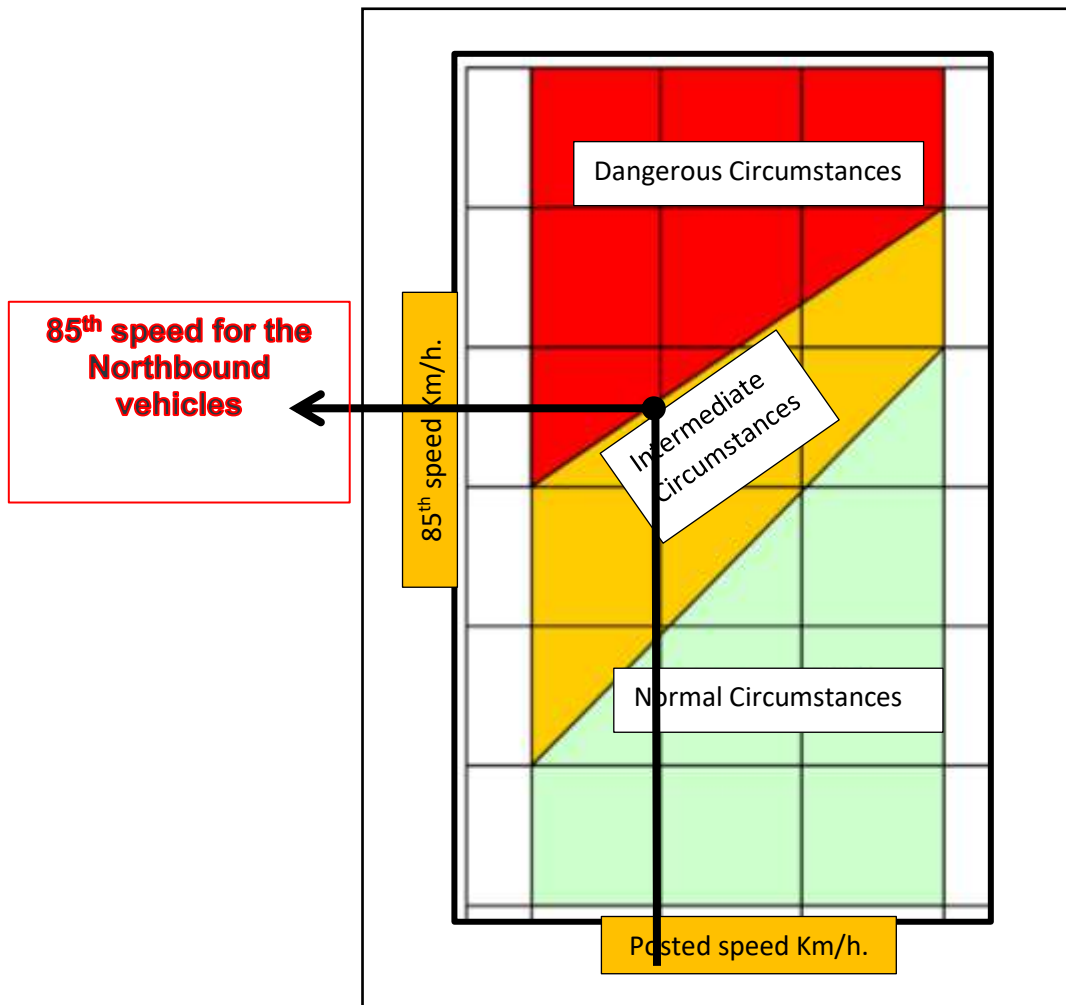 Dangerous Circumstances
85th speed for the
Northbound
vehicles
85th speed Km/h.
Intermediate
Circumstances
Normal Circumstances
Posted speed Km/h.